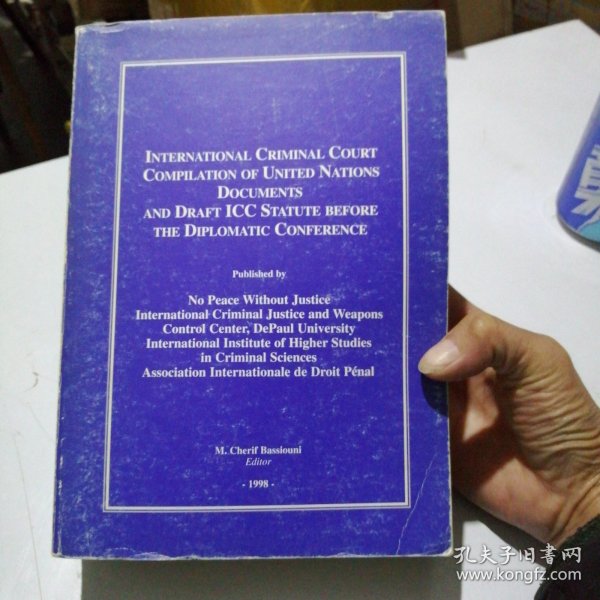 INTERNATIONAL CRIMINAL COURT
COMPILATION OF UNITED NATIONS
DOCUMENTS
AND DRAFT ICC STATUTE BEFORE
THE DIPLOMATIC CONFERENCE
Published by
No Peace Without Justice
International Criminal Justice and Weapons
Control Center, DePaul University
International Institute of Higher Studies
in Criminal Sciences
Association Internationale de Droit Pénal
M. Cherif Bassiouni
Editor
- 1998 -
孔夫子旧书网
www.kongfz.com